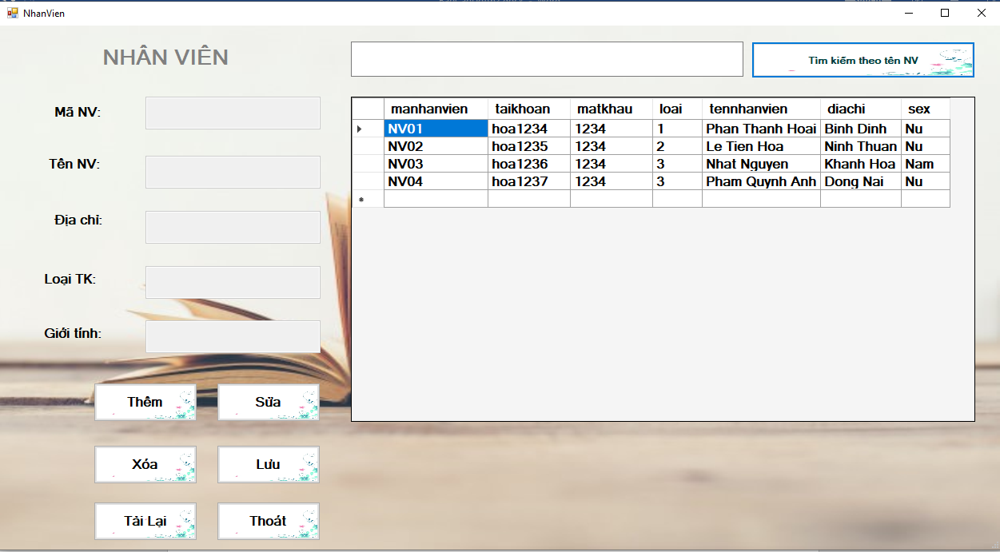 NhanVien
NHÂN VIÊN
Tìm kiếm theo tên NV
Mã NV:
Tên NV:
Địa chỉ:
Loại TK:
Giới tính:
Thêm Sửa
Xóa Lưu
Tải Lại Thoát
manhanvien taikhoan matkhau loai tennhanvien diachi sex
NV01 hoa1234 1234 1 Phan Thanh Hoai Binh Dinh Nu
NV02 hoa1235 1234 2 Le Tien Hoa Ninh Thuan Nu
NV03 hoa1236 1234 3 Nhat Nguyen Khanh Hoa Nam
NV04 hoa1237 1234 3 Pham Quynh Anh Dong Nai Nu